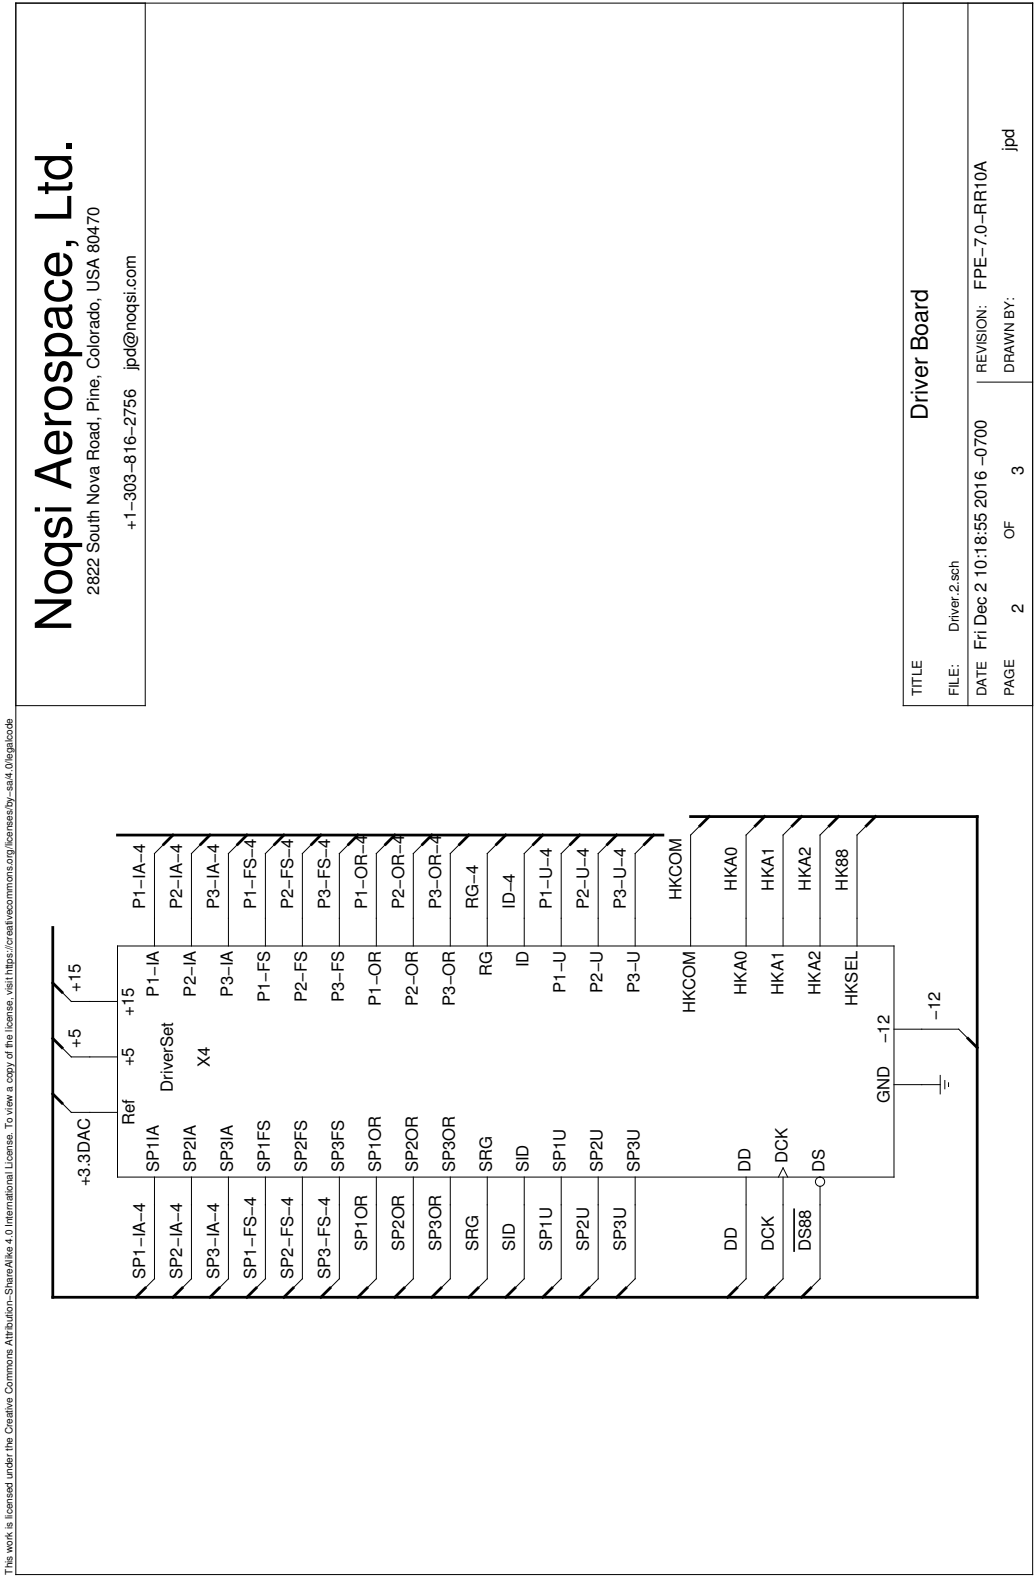 This work is licensed under the Creative Commons Attribution−ShareAlike 4.0 International License. To view a copy of the license, visit https://creativecommons.org/licenses/by−sa/4.0/legalcode
Noqsi Aerospace, Ltd.
2822 South Nova Road, Pine, Colorado, USA 80470
+1−303−816−2756 jpd@noqsi.com
+3.3DAC
+5
+15
Ref
+5
+15
DriverSet
X4
SP1−IA−4
SP1IA
P1−IA
P1−IA−4
SP2−IA−4
SP2IA
P2−IA
P2−IA−4
SP3−IA−4
SP3IA
P3−IA
P3−IA−4
SP1−FS−4
SP1FS
P1−FS
P1−FS−4
SP2−FS−4
SP2FS
P2−FS
P2−FS−4
SP3−FS−4
SP3FS
P3−FS
P3−FS−4
SP1OR
SP1OR
P1−OR
P1−OR−4
SP2OR
SP2OR
P2−OR
P2−OR−4
SP3OR
SP3OR
P3−OR
P3−OR−4
SRG
SRG
RG
RG−4
SID
SID
ID
ID−4
SP1U
SP1U
P1−U
P1−U−4
SP2U
SP2U
P2−U
P2−U−4
SP3U
SP3U
P3−U
P3−U−4
HKCOM
HKCOM
DD
DD
HKA0
HKA0
DCK
DCK
HKA1
HKA1
DS88
DS
HKA2
HKA2
HKSEL
HK88
GND
−12
−12
TITLE
Driver Board
FILE: Driver.2.sch
DATE Fri Dec 2 10:18:55 2016 −0700
REVISION: FPE−7.0−RR10A
PAGE 2 OF 3
DRAWN BY: jpd